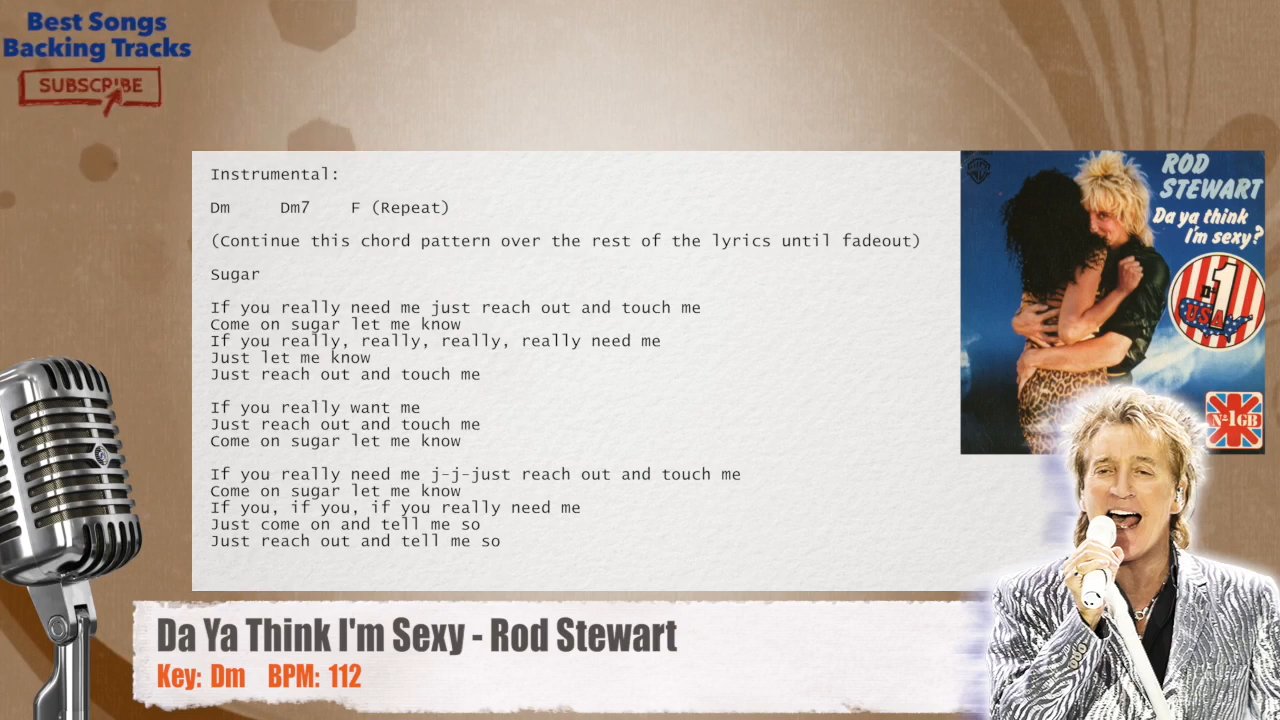 Best Songs
Backing Tracks
SUBSCRIBE
Instrumental:
Dm     Dm7    F (Repeat)
(Continue this chord pattern over the rest of the lyrics until fadeout)
Sugar
If you really need me just reach out and touch me
Come on sugar let me know
If you really, really, really, really need me
Just let me know
Just reach out and touch me
If you really want me
Just reach out and touch me
Come on sugar let me know
If you really need me j-j-just reach out and touch me
Come on sugar let me know
If you, if you, if you really need me
Just come on and tell me so
Just reach out and tell me so
ROD
STEWART
Da ya think
I'm sexy?
1
USA
Nº1GB
Da Ya Think I'm Sexy - Rod Stewart
Key: Dm   BPM: 112